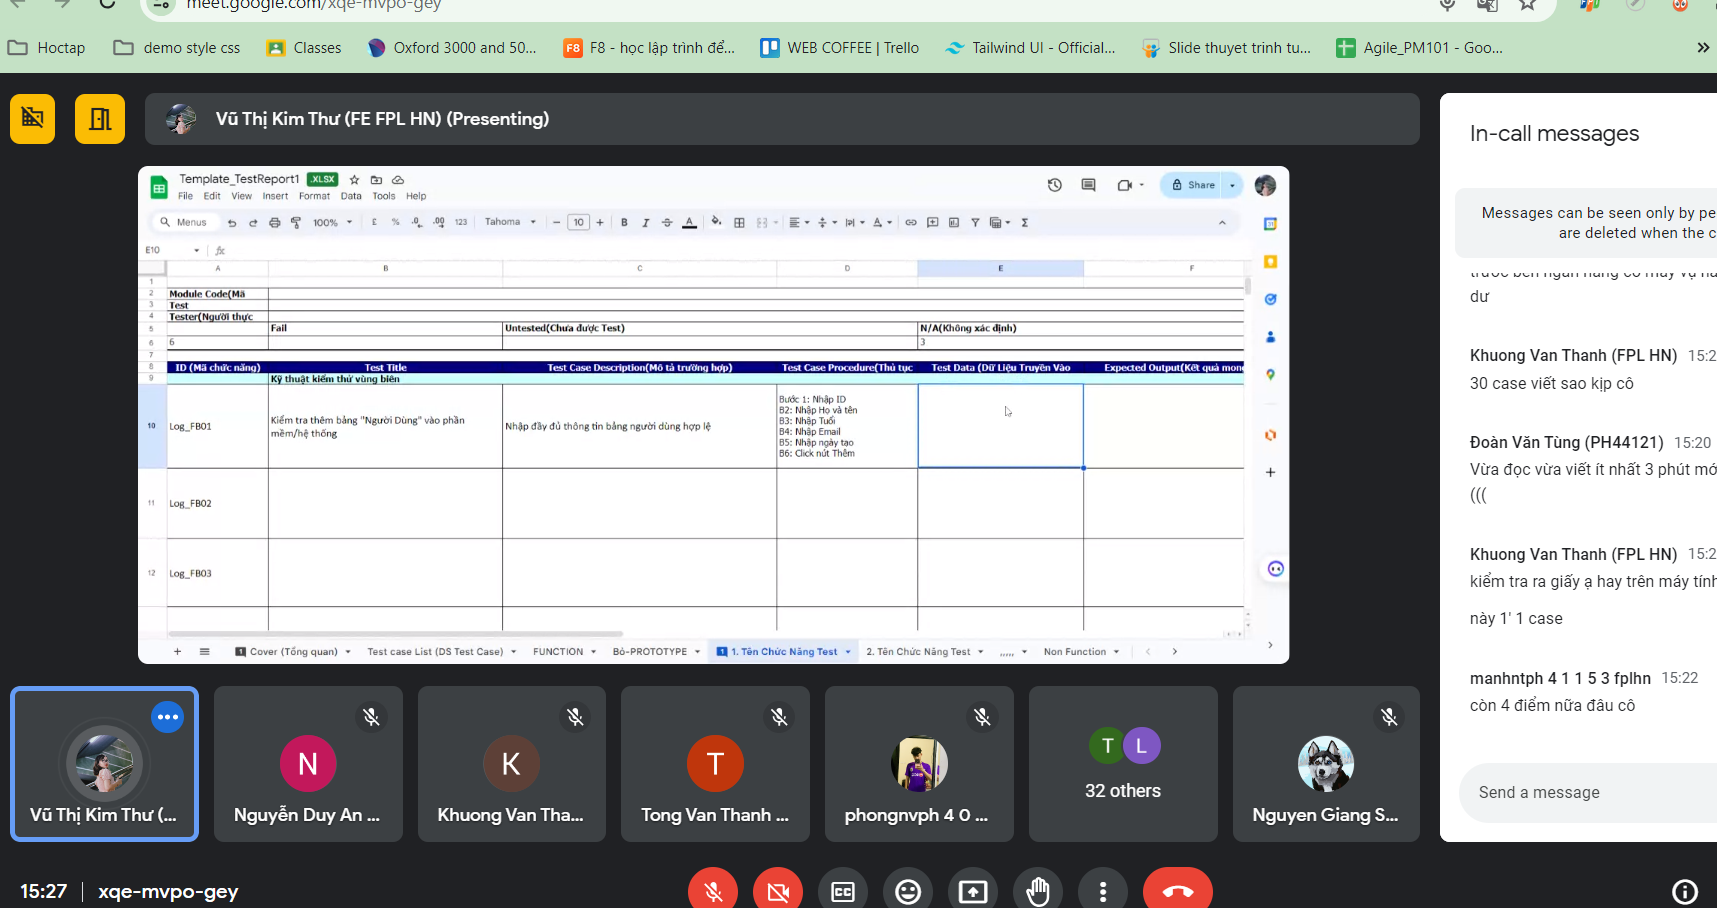 meet.google.com/xqe-mvpo-gey
Hoctap
demo style css
Classes
Oxford 3000 and 50...
F8 - học lập trình để...
WEB COFFEE | Trello
Tailwind UI - Official...
Slide thuyet trinh tu...
Agile_PM101 - Goo...
Vũ Thị Kim Thư (FE FPL HN) (Presenting)
Template_TestReport1 .XLSX
File Edit View Insert Format Data Tools Help
Share
Menus 100% £ % .0 .00 123 Tahoma 10 B I A
E10 fx
A B C D E F
1
2 Module Code(Mã
3 Test
4 Tester(Người thực
5 Fail Untested(Chưa được Test) N/A(Không xác định)
6 6 3
7
8 ID (Mã chức năng) Test Title Test Case Description(Mô tả trường hợp) Test Case Procedure(Thủ tục Test Data (Dữ Liệu Truyền Vào Expected Output(Kết quả mon
9 Kỹ thuật kiểm thử vùng biên
10 Log_FB01
Kiểm tra thêm bảng "Người Dùng" vào phần
mềm/hệ thống
Nhập đầy đủ thông tin bảng người dùng hợp lệ
Bước 1: Nhập ID
B2: Nhập Họ và tên
B3: Nhập Tuổi
B4: Nhập Email
B5: Nhập ngày tạo
B6: Click nút Thêm
11 Log_FB02
12 Log_FB03
Cover (Tổng quan) Test case List (DS Test Case) FUNCTION Bỏ-PROTOTYPE 1. Tên Chức Năng Test 2. Tên Chức Năng Test ,,,,, Non Function
In-call messages
Messages can be seen only by pe
are deleted when the c
dư
Khuong Van Thanh (FPL HN) 15:2
30 case viết sao kịp cô
Đoàn Văn Tùng (PH44121) 15:20
Vừa đọc vừa viết ít nhất 3 phút mớ
(((
Khuong Van Thanh (FPL HN) 15:2
kiểm tra ra giấy ạ hay trên máy tính
này 1' 1 case
manhntph 4 1 1 5 3 fplhn 15:22
còn 4 điểm nữa đâu cô
Send a message
Vũ Thị Kim Thư (...
N
Nguyễn Duy An ...
K
Khuong Van Tha...
T
Tong Van Thanh ...
phongnvph 4 0 ...
T L
32 others
Nguyen Giang S...
15:27 | xqe-mvpo-gey